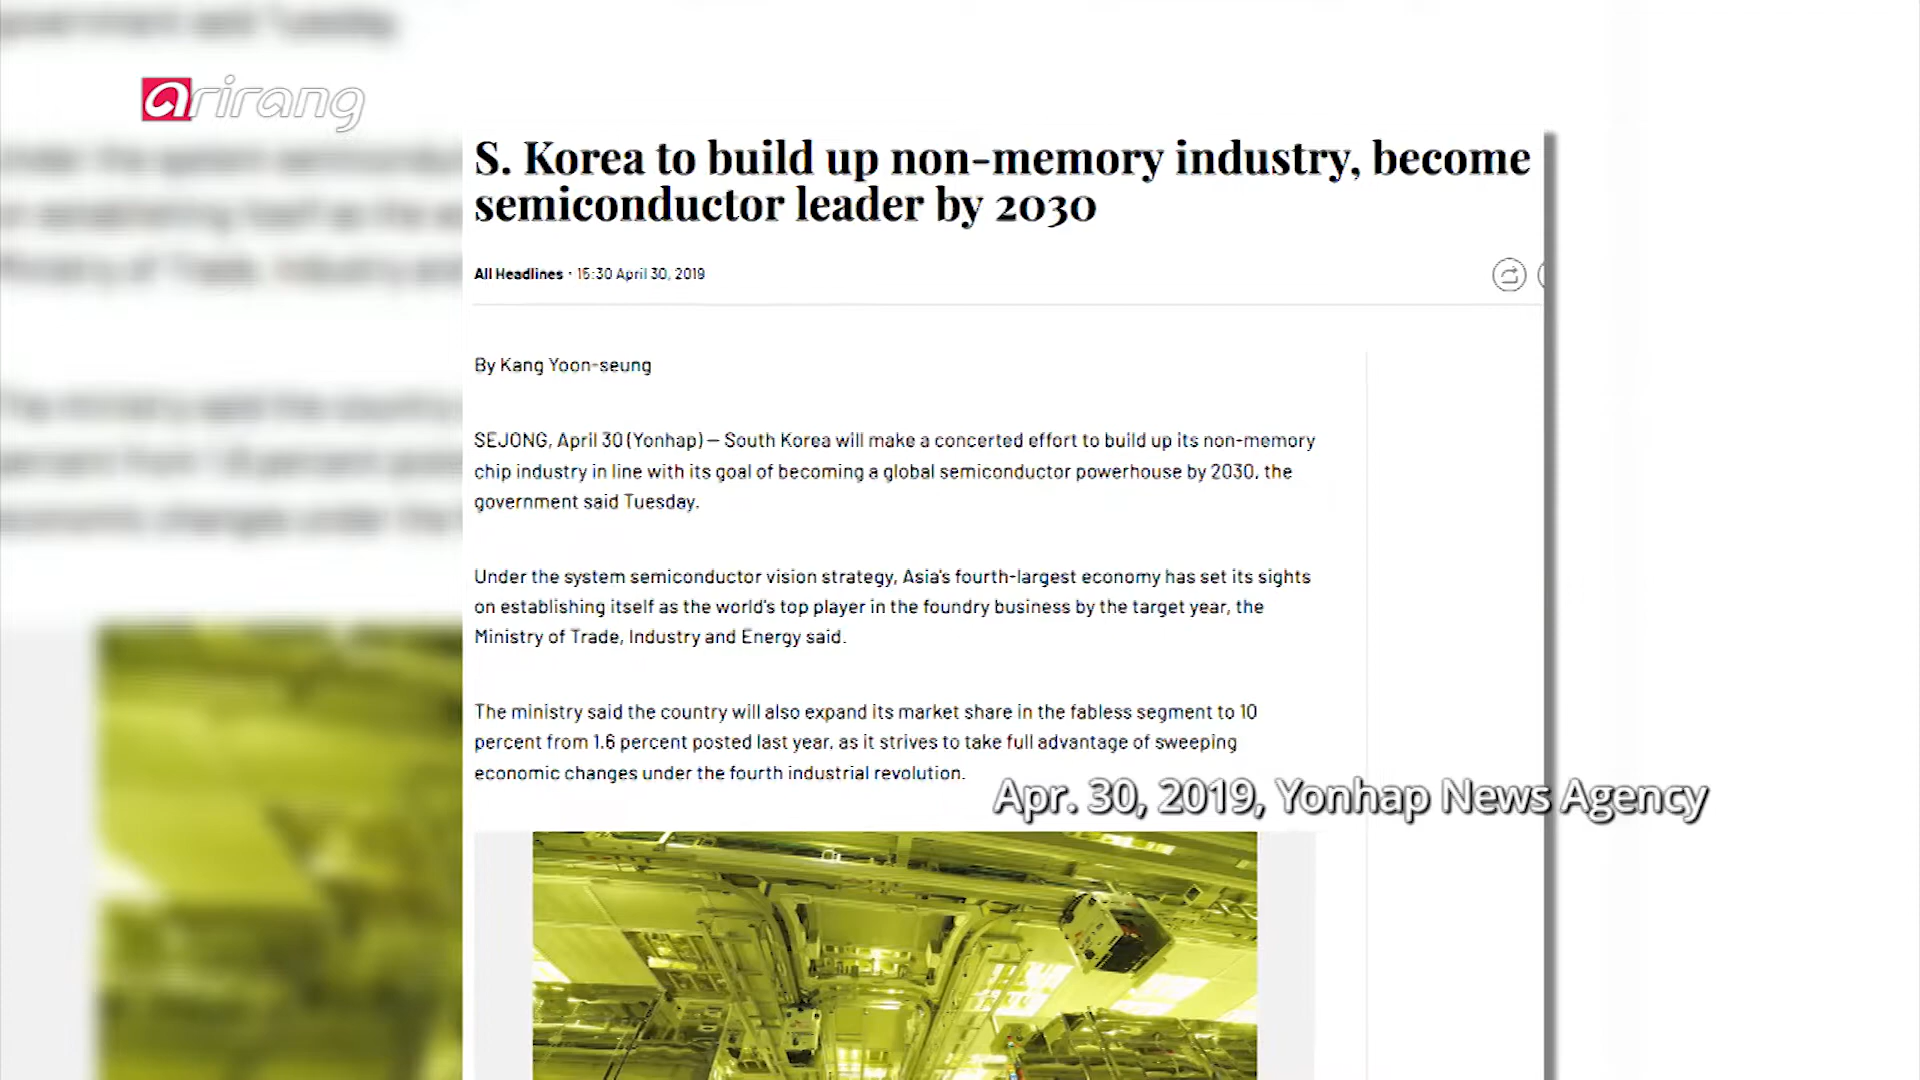 arirang
S. Korea to build up non-memory industry, become
semiconductor leader by 2030
All Headlines · 15:30 April 30, 2019
By Kang Yoon-seung
SEJONG, April 30 (Yonhap) – South Korea will make a concerted effort to build up its non-memory
chip industry in line with its goal of becoming a global semiconductor powerhouse by 2030, the
government said Tuesday.
Under the system semiconductor vision strategy, Asia's fourth-largest economy has set its sights
on establishing itself as the world's top player in the foundry business by the target year, the
Ministry of Trade, Industry and Energy said.
The ministry said the country will also expand its market share in the fabless segment to 10
percent from 1.6 percent posted last year, as it strives to take full advantage of sweeping
economic changes under the fourth industrial revolution.
Apr. 30, 2019, Yonhap News Agency